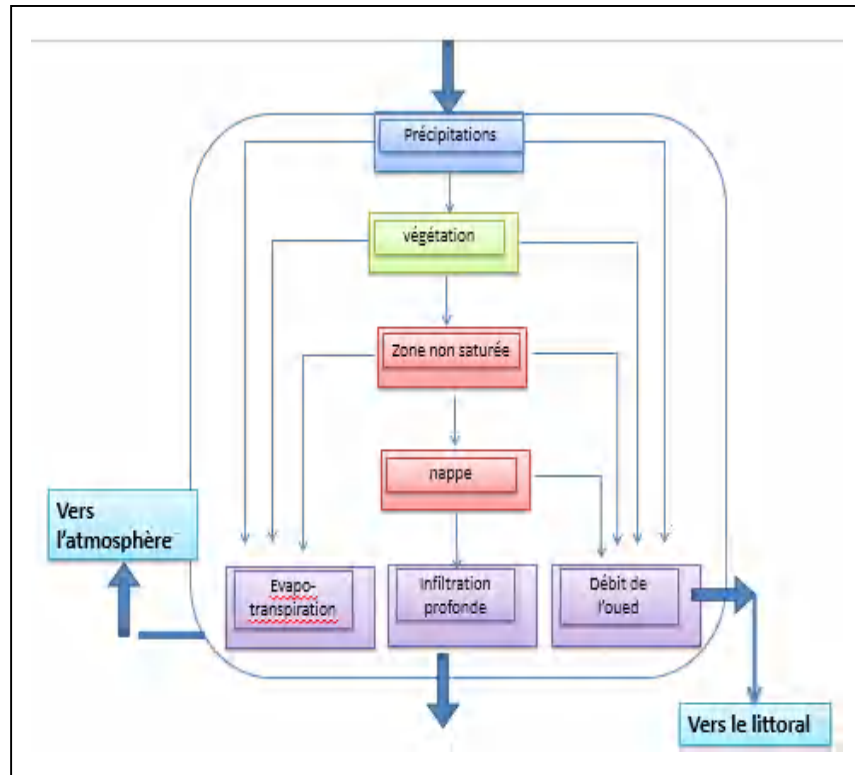 Précipitations
végétation
Zone non saturée
nappe
Vers
l'atmosphère
Evapo-
transpiration
Infiltration
profonde
Débit de
l'oued
Vers le littoral